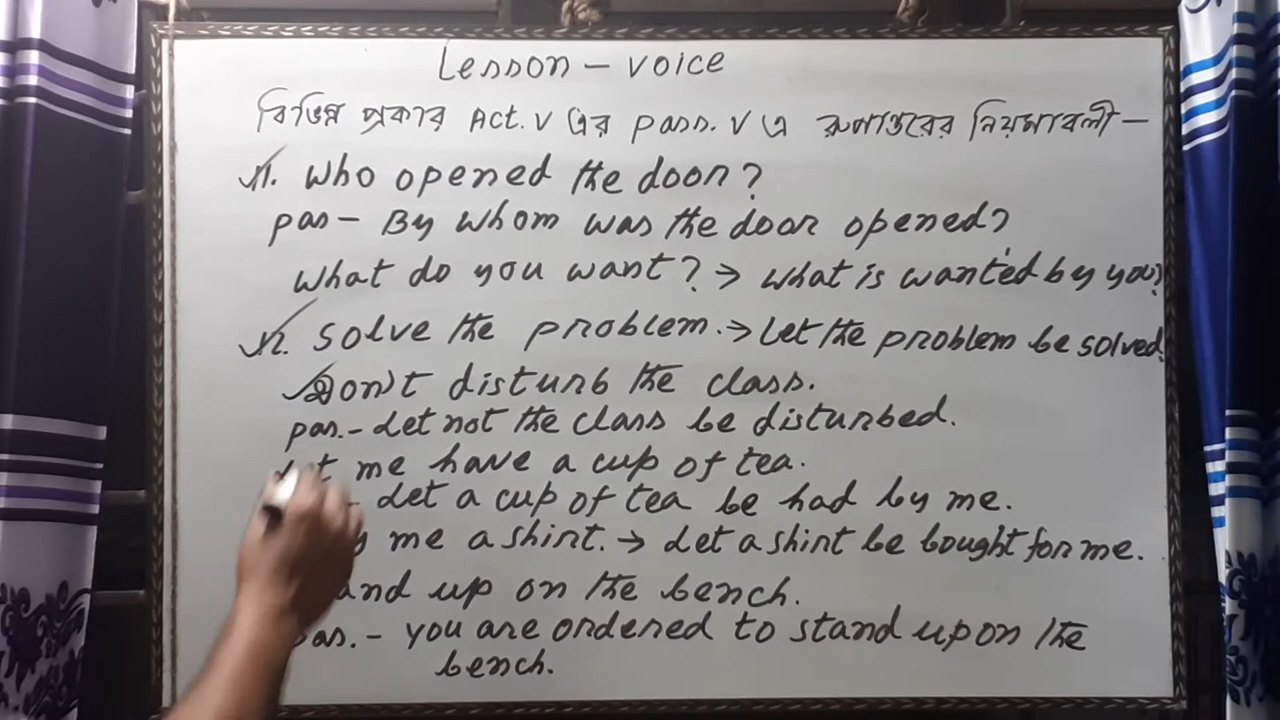 Lesson - voice
বিভিন্ন প্রকার Act. v এর pass. v এ রুপান্তরের নিয়মাবলী —
1. Who opened the door?
pas - By whom was the door opened?
What do you want? → What is wanted by you?
2. Solve the problem. → Let the problem be solved.
Don't disturb the class.
pas. - Let not the class be disturbed.
me have a cup of tea.
- Let a cup of tea be had by me.
me a shirt. → Let a shirt be bought for me.
up on the bench.
pas. - You are ordered to stand up on the
bench.